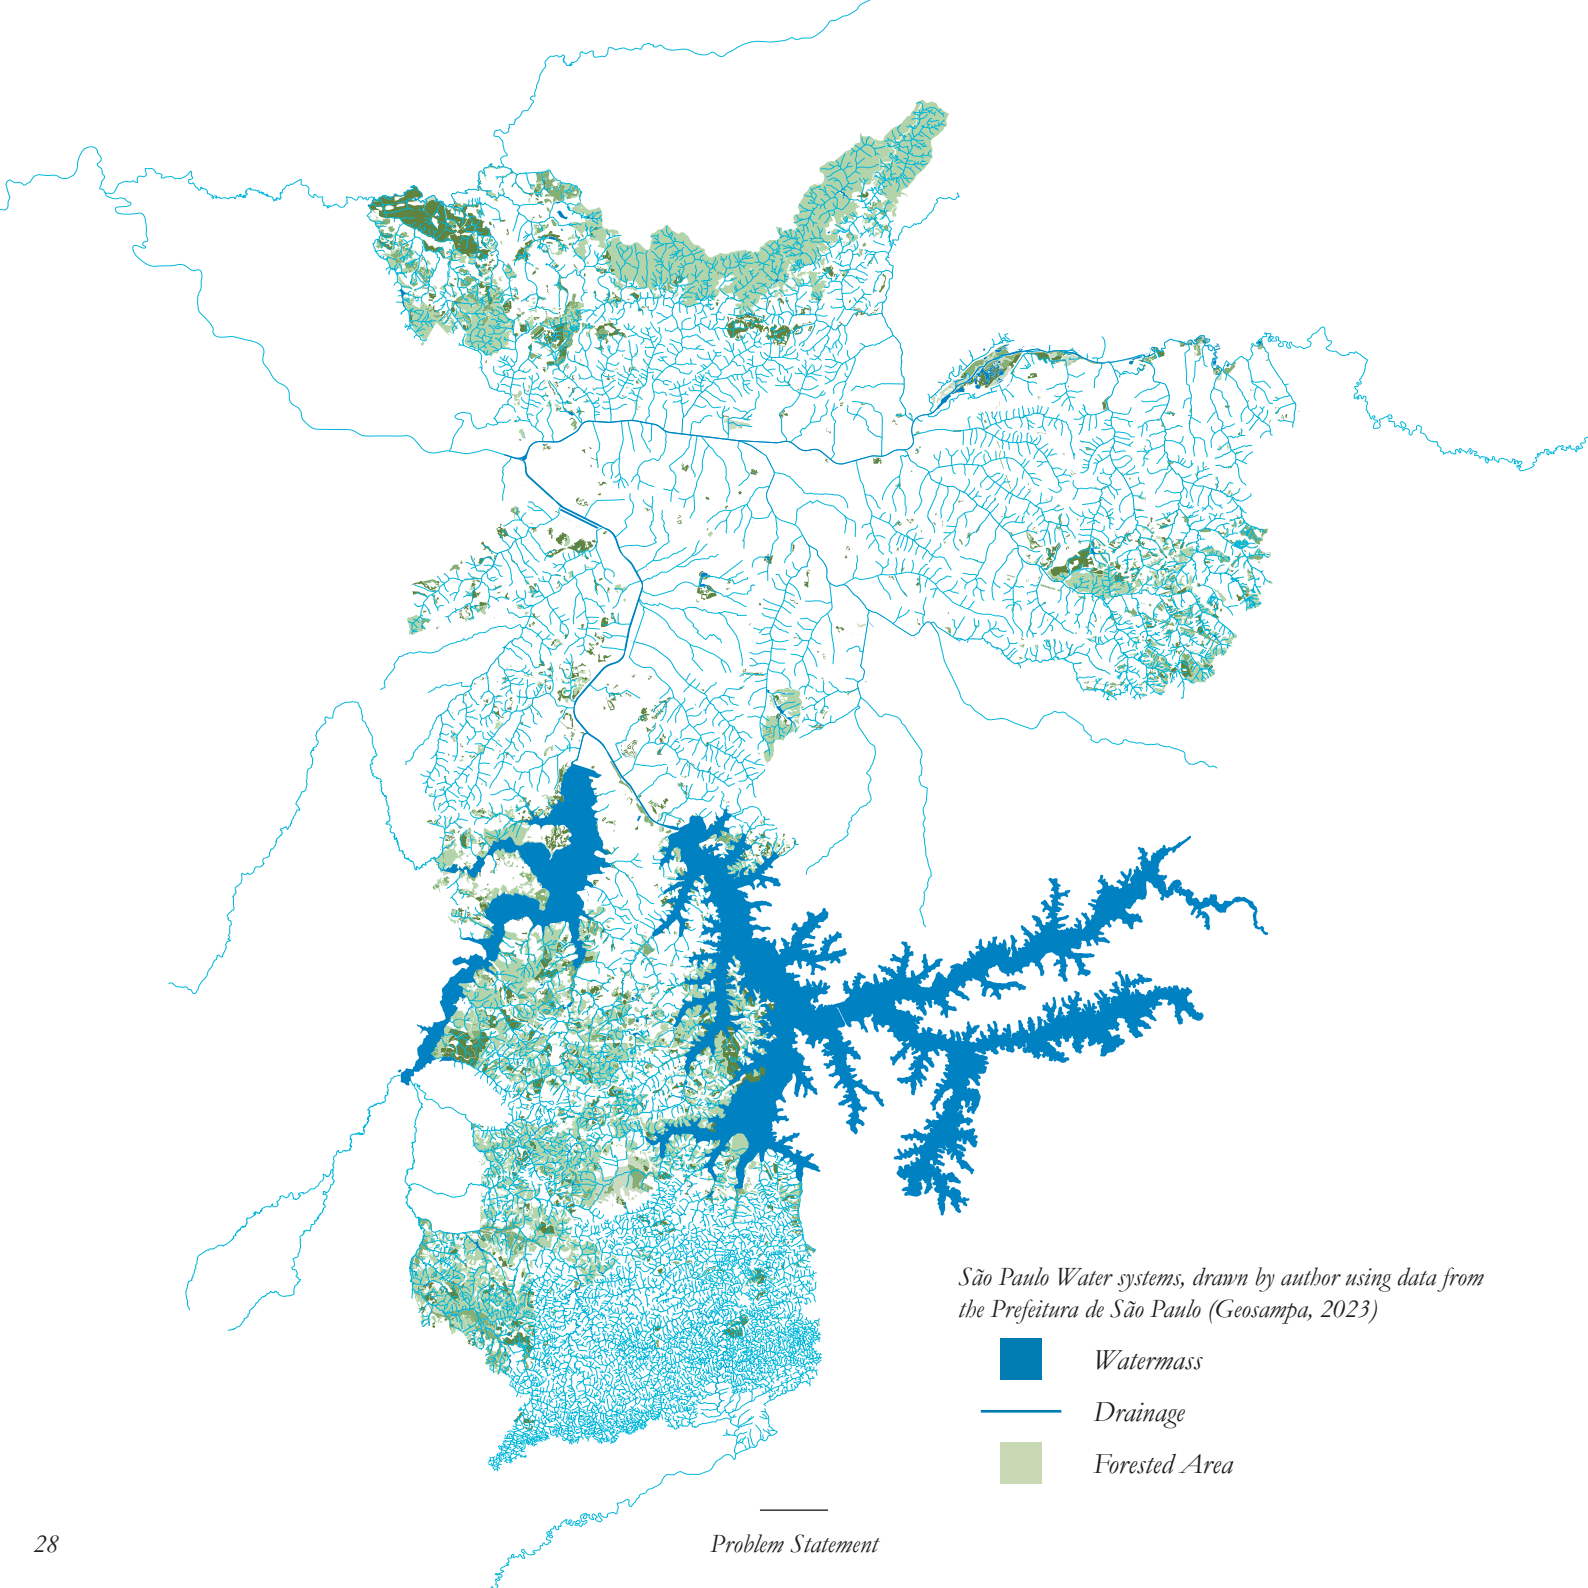 São Paulo Water systems, drawn by author using data from
the Prefeitura de São Paulo (Geosampa, 2023)
Watermass
Drainage
Forested Area
28
Problem Statement